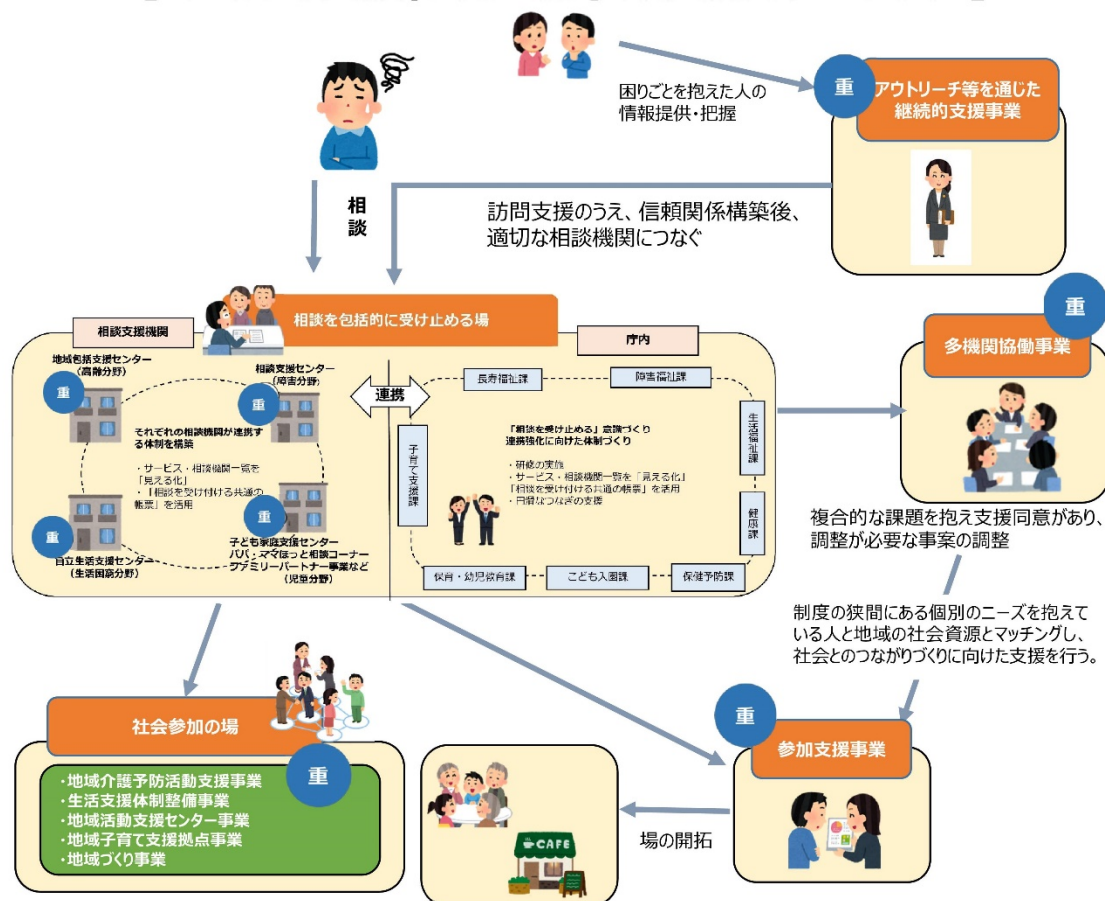 困りごとを抱えた人の
情報提供・把握
重
アウトリーチ等を通じた
継続的支援事業
相談
訪問支援のうえ、信頼関係構築後、
適切な相談機関につなぐ
相談を包括的に受け止める場
相談支援機関
庁内
地域包括支援センター
(高齢分野)
重
相談支援センター
(障害分野)
重
それぞれの相談機関が連携す
る体制を構築
・サービス・相談機関一覧を
「見える化」
・「相談を受け付ける共通の
帳票」を活用
重
自立生活支援センター
(生活困窮分野)
重
子ども家庭支援センター
パパ・ママほっと相談コーナー
ファミリーパートナー事業など
(児童分野)
連携
長寿福祉課
障害福祉課
生活福祉課
子育て支援課
健康課
保育・幼児教育課
こども入園課
保健予防課
「相談を受け止める」意識づくり
連携強化に向けた体制づくり
・研修の実施
・サービス・相談機関一覧を「見える化」
「相談を受け付ける共通の帳票」を活用
・円滑なつなぎの支援
重
多機関協働事業
複合的な課題を抱え支援同意があり、
調整が必要な事案の調整
制度の狭間にある個別のニーズを抱えて
いる人と地域の社会資源とマッチングし、
社会とのつながりづくりに向けた支援を行う。
社会参加の場
重
・地域介護予防活動支援事業
・生活支援体制整備事業
・地域活動支援センター事業
・地域子育て支援拠点事業
・地域づくり事業
CAFE
場の開拓
重
参加支援事業